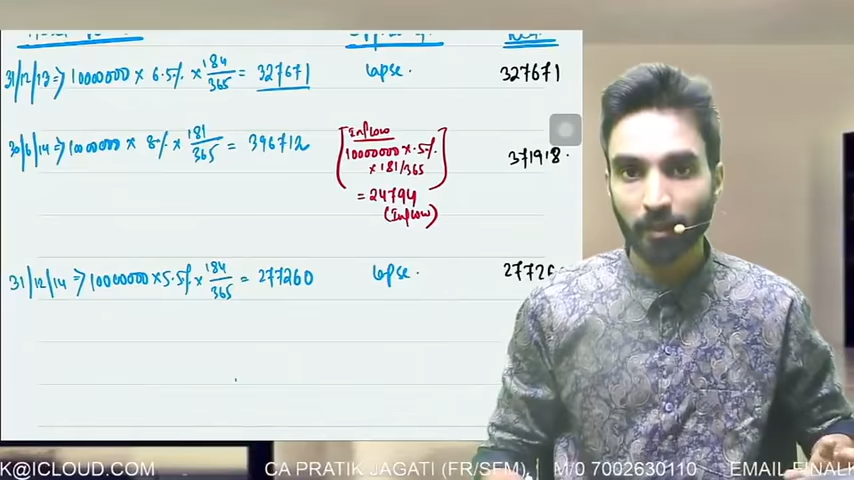 31/12/13 => 10000000 × 6.5% × 184/365 = 327671 lapse. 327671
30/6/14 => 10000000 × 8% × 181/365 = 396712 [Inflow 371918.
10000000 × .5%
× 181/365]
= 24794
(Inflow)
31/12/14 => 10000000 × 5.5% × 184/365 = 277260 lapse.
K@ICLOUD.COM CA PRATIK JAGATI (FR/SFM) M/0 7002630110 EMAIL FINAL